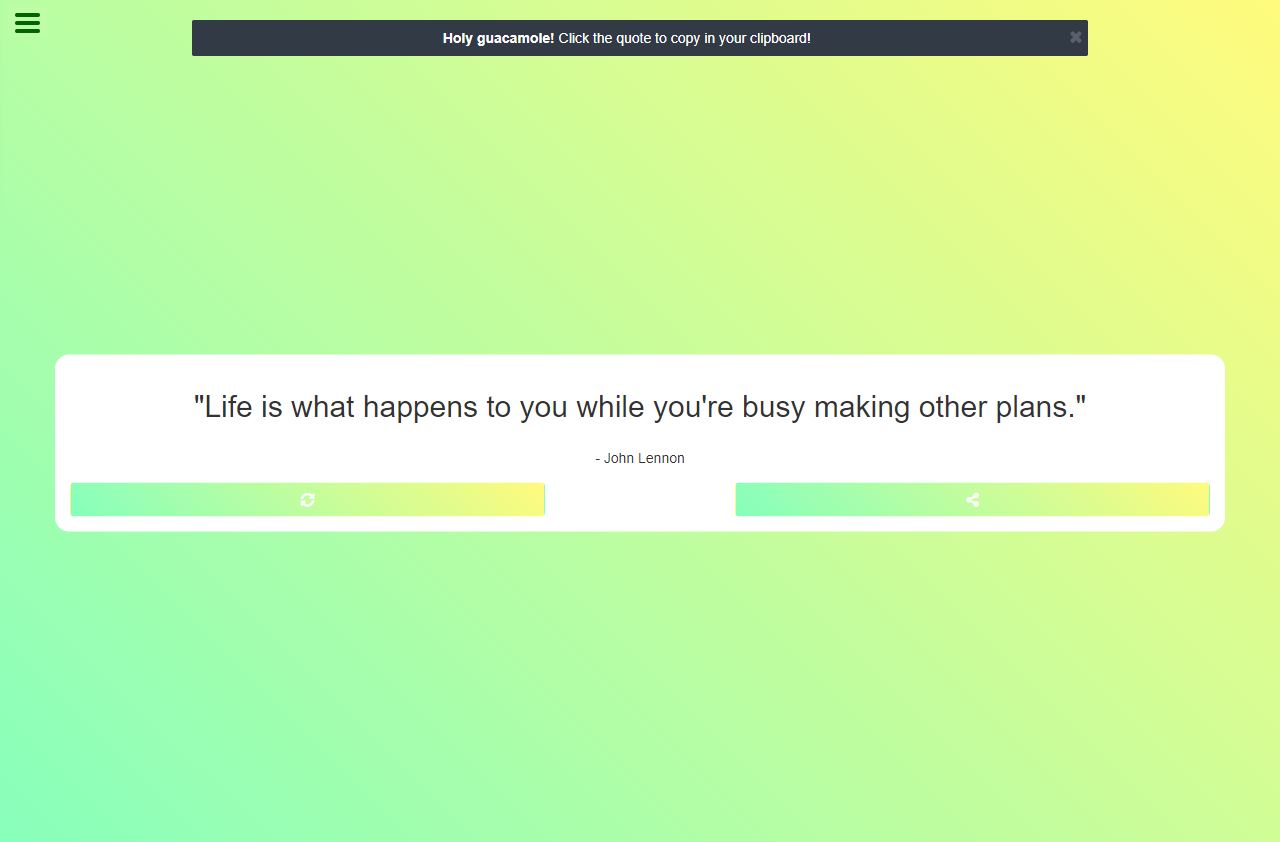 Holy guacamole! Click the quote to copy in your clipboard!
"Life is what happens to you while you're busy making other plans."
- John Lennon